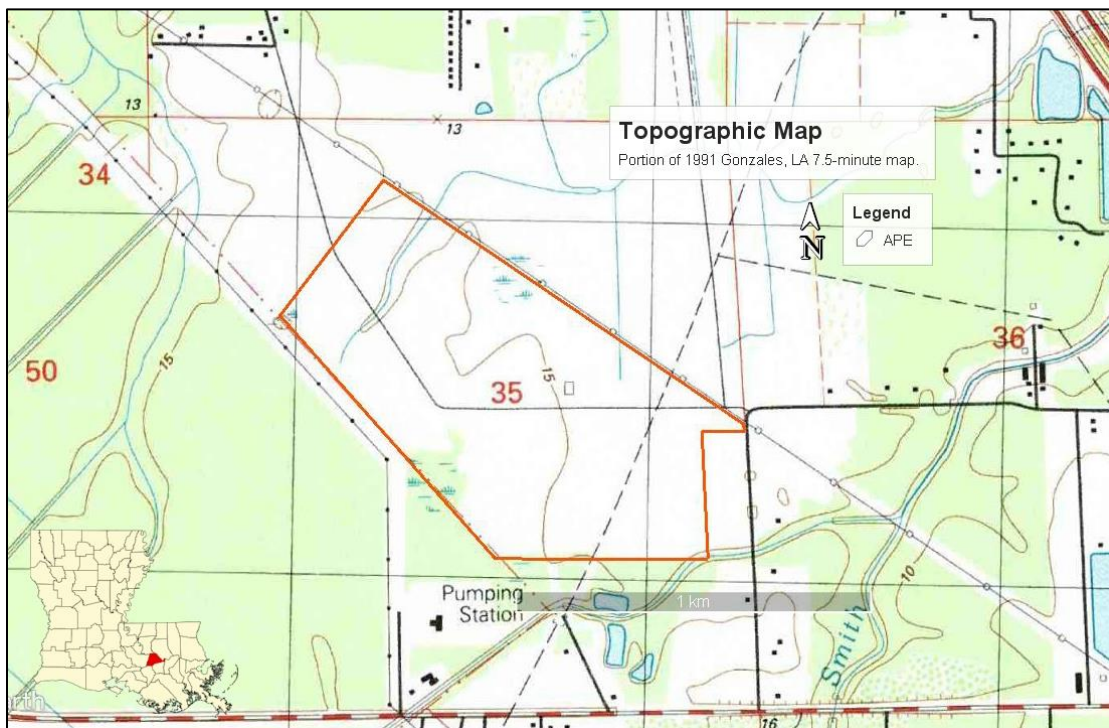 13
13
34
Topographic Map
Portion of 1991 Gonzales, LA 7.5-minute map.
Legend
APE
N
15
50
35
15
36
10
Pumping
Station
1 km
Smith
16